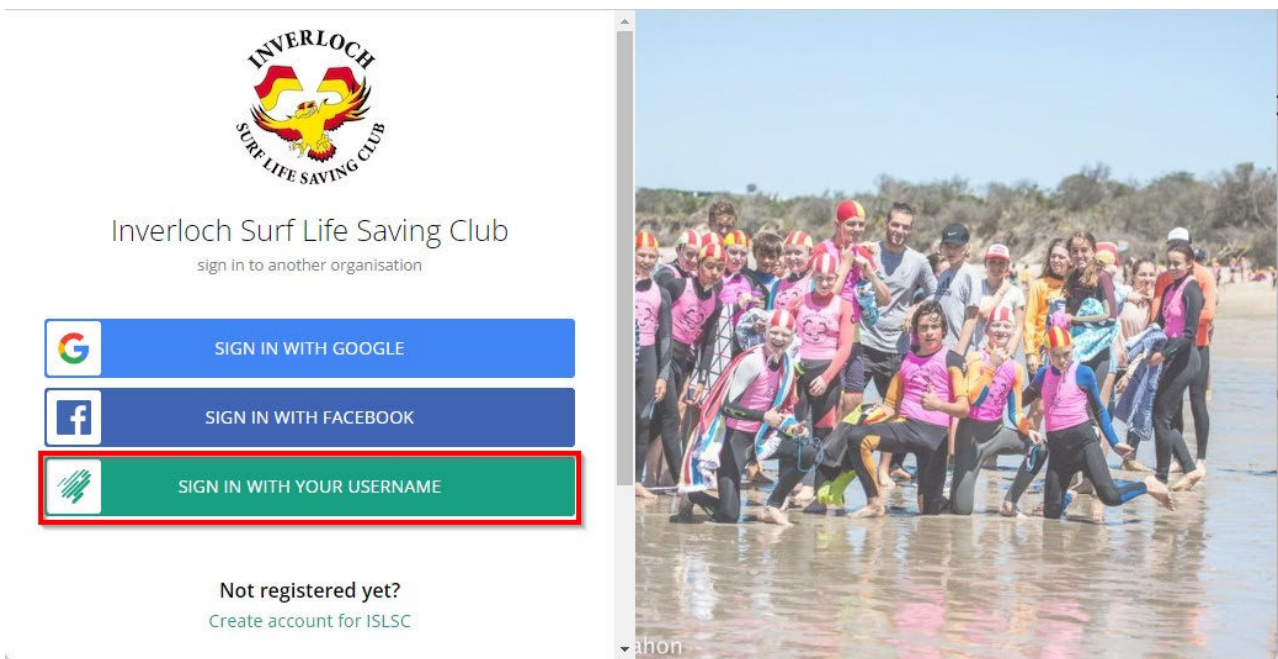 INVERLOCH
SURF LIFE SAVING CLUB
Inverloch Surf Life Saving Club
sign in to another organisation
SIGN IN WITH GOOGLE
SIGN IN WITH FACEBOOK
SIGN IN WITH YOUR USERNAME
Not registered yet?
Create account for ISLSC
ahon